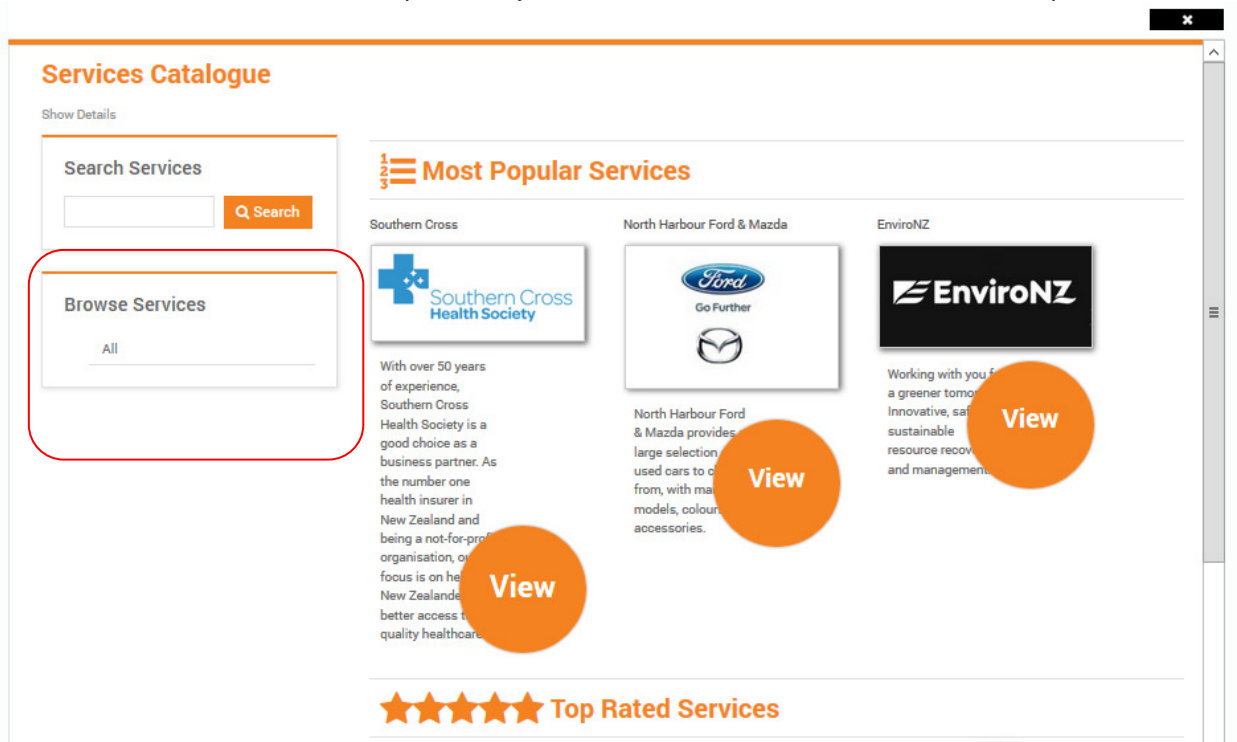 Services Catalogue
Show Details
Search Services
Search
Browse Services
All
1
2
3
Most Popular Services
Southern Cross
Southern Cross
Health Society
With over 50 years
of experience,
Southern Cross
Health Society is a
good choice as a
business partner. As
the number one
health insurer in
New Zealand and
being a not-for-prof
organisation, o
focus is on he
New Zealande
better access t
quality healthcare
View
North Harbour Ford & Mazda
Ford
Go Further
North Harbour Ford
& Mazda provides
large selection
used cars to c
from, with ma
models, colour
accessories.
View
EnviroNZ
EnviroNZ
Working with you f
a greener tomo
Innovative, saf
sustainable
resource recov
and management
View
Top Rated Services